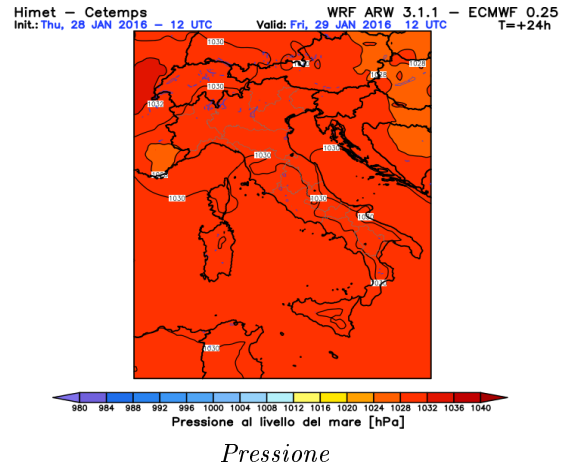 Himet — Cetemps WRF ARW 3.1.1 — ECMWF 0.25
Init.: Thu, 28 JAN 2016 — 12 UTC Valid: Fri, 29 JAN 2016 12 UTC T=+24h
1030
1028
1030
1032
1030
1030
1030
1030
1030
980 984 988 992 996 1000 1004 1008 1012 1016 1020 1024 1028 1032 1036 1040
Pressione al livello del mare [hPa]
Pressione